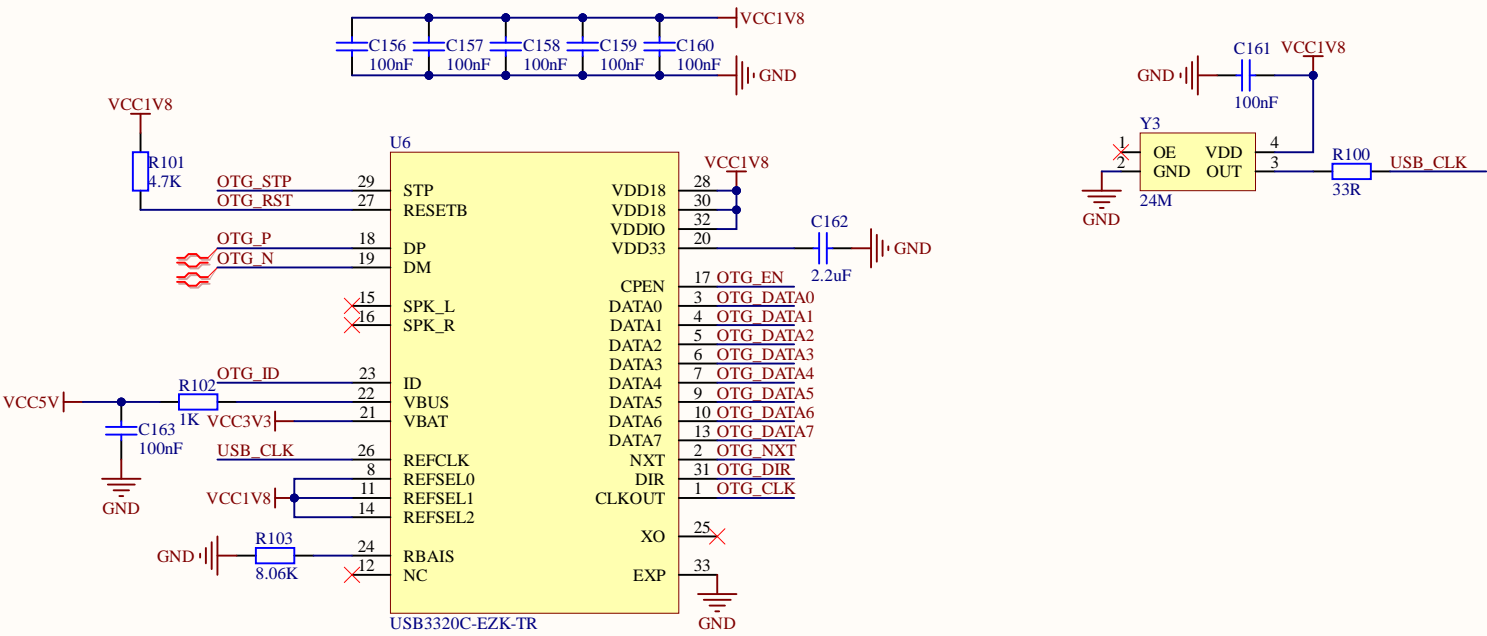 VCC1V8
C156 C157 C158 C159 C160
100nF 100nF 100nF 100nF 100nF
GND
C161 VCC1V8
GND
100nF
Y3
1 OE VDD 4
2 GND OUT 3
24M
GND
R100
33R
USB_CLK
VCC1V8
R101
4.7K
U6
OTG_STP 29 STP
OTG_RST 27 RESETB
OTG_P 18 DP
OTG_N 19 DM
15 SPK_L
16 SPK_R
OTG_ID 23 ID
VCC5V R102 1K 22 VBUS
VCC3V3 21 VBAT
C163
100nF
GND
USB_CLK 26 REFCLK
8 REFSEL0
VCC1V8 11 REFSEL1
14 REFSEL2
GND R103 8.06K 24 RBAIS
12 NC
VCC1V8
VDD18 28
VDD18 30
VDDIO 32
VDD33 20
C162
2.2uF
GND
CPEN 17 OTG_EN
DATA0 3 OTG_DATA0
DATA1 4 OTG_DATA1
DATA2 5 OTG_DATA2
DATA3 6 OTG_DATA3
DATA4 7 OTG_DATA4
DATA5 9 OTG_DATA5
DATA6 10 OTG_DATA6
DATA7 13 OTG_DATA7
NXT 2 OTG_NXT
DIR 31 OTG_DIR
CLKOUT 1 OTG_CLK
XO 25
EXP 33
GND
USB3320C-EZK-TR